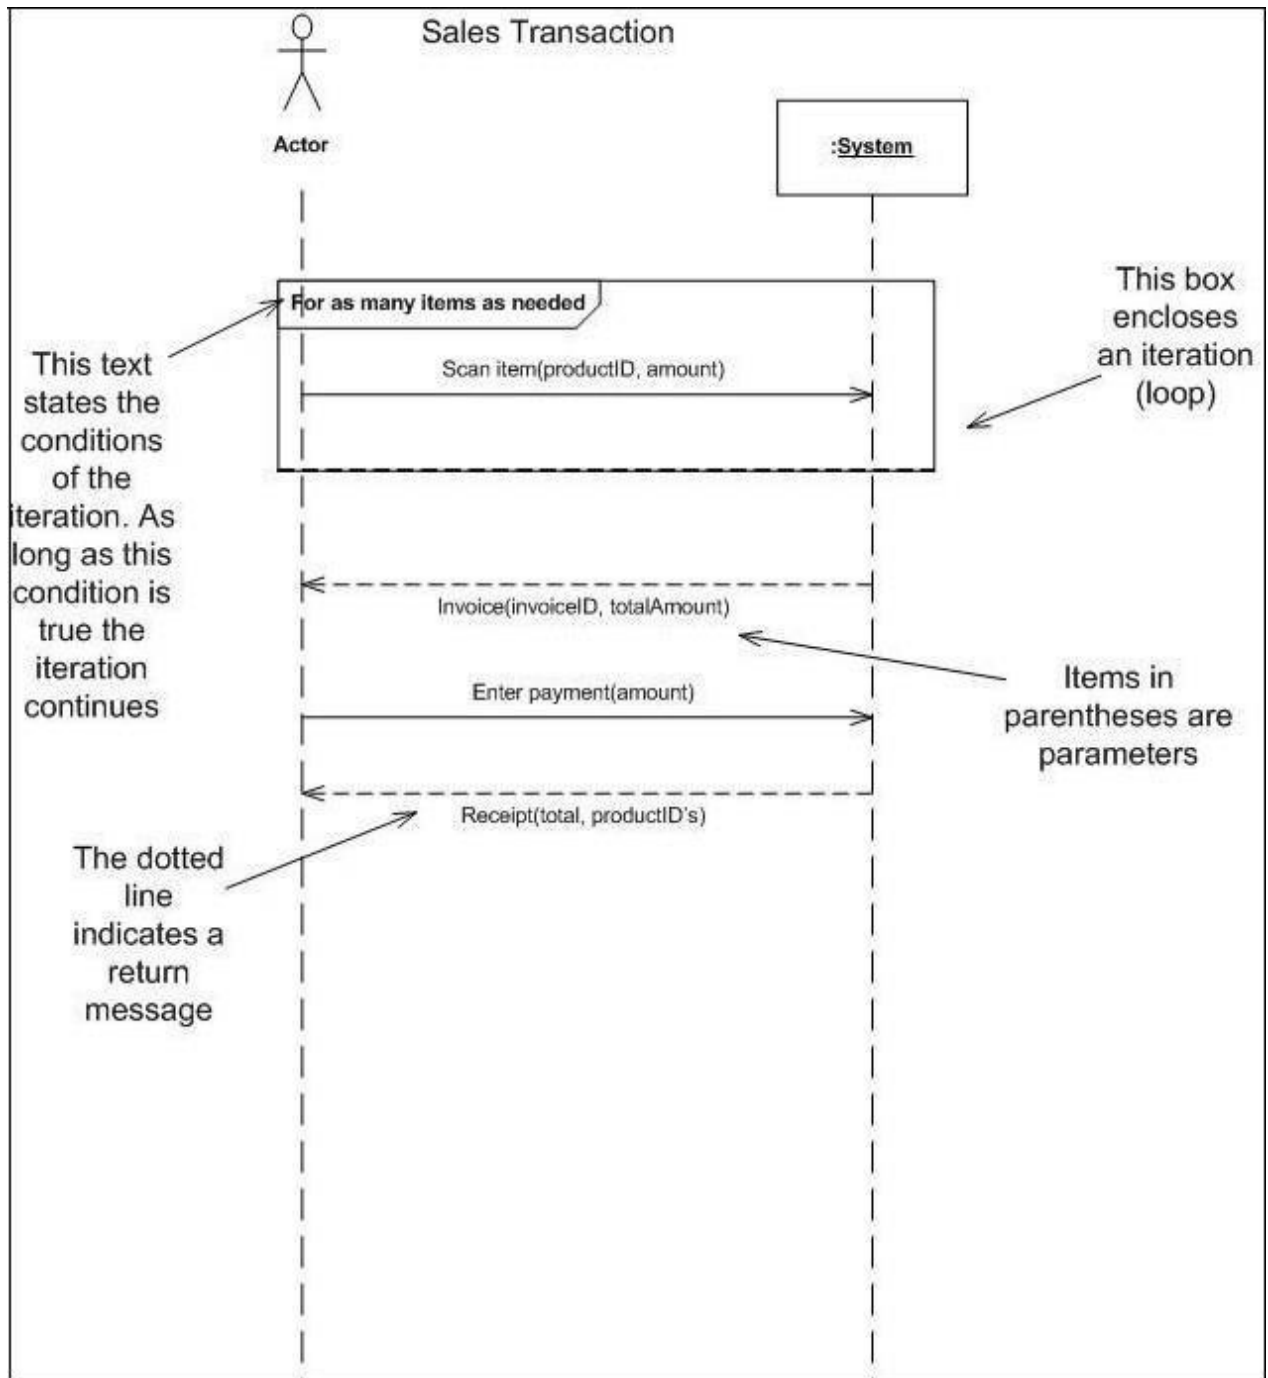 Sales Transaction
Actor
:System
For as many items as needed
Scan item(productID, amount)
This box
encloses
an iteration
(loop)
This text
states the
conditions
of the
iteration. As
long as this
condition is
true the
iteration
continues
Invoice(invoiceID, totalAmount)
Enter payment(amount)
Items in
parentheses are
parameters
Receipt(total, productID's)
The dotted
line
indicates a
return
message